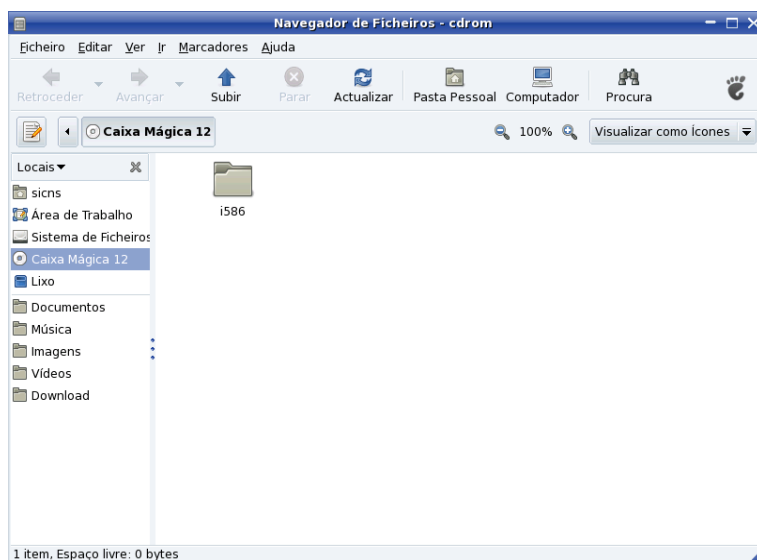 Navegador de Ficheiros - cdrom
Ficheiro Editar Ver Ir Marcadores Ajuda
Retroceder Avançar Subir Parar Actualizar Pasta Pessoal Computador Procura
Caixa Mágica 12 100% Visualizar como Ícones
Locais
sicns
Área de Trabalho
Sistema de Ficheiros
Caixa Mágica 12
Lixo
Documentos
Música
Imagens
Vídeos
Download
i586
1 item, Espaço livre: 0 bytes